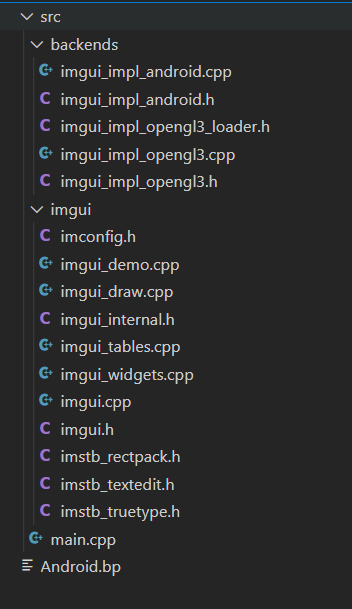 src
backends
imgui_impl_android.cpp
imgui_impl_android.h
imgui_impl_opengl3_loader.h
imgui_impl_opengl3.cpp
imgui_impl_opengl3.h
imgui
imconfig.h
imgui_demo.cpp
imgui_draw.cpp
imgui_internal.h
imgui_tables.cpp
imgui_widgets.cpp
imgui.cpp
imgui.h
imstb_rectpack.h
imstb_textedit.h
imstb_truetype.h
main.cpp
Android.bp